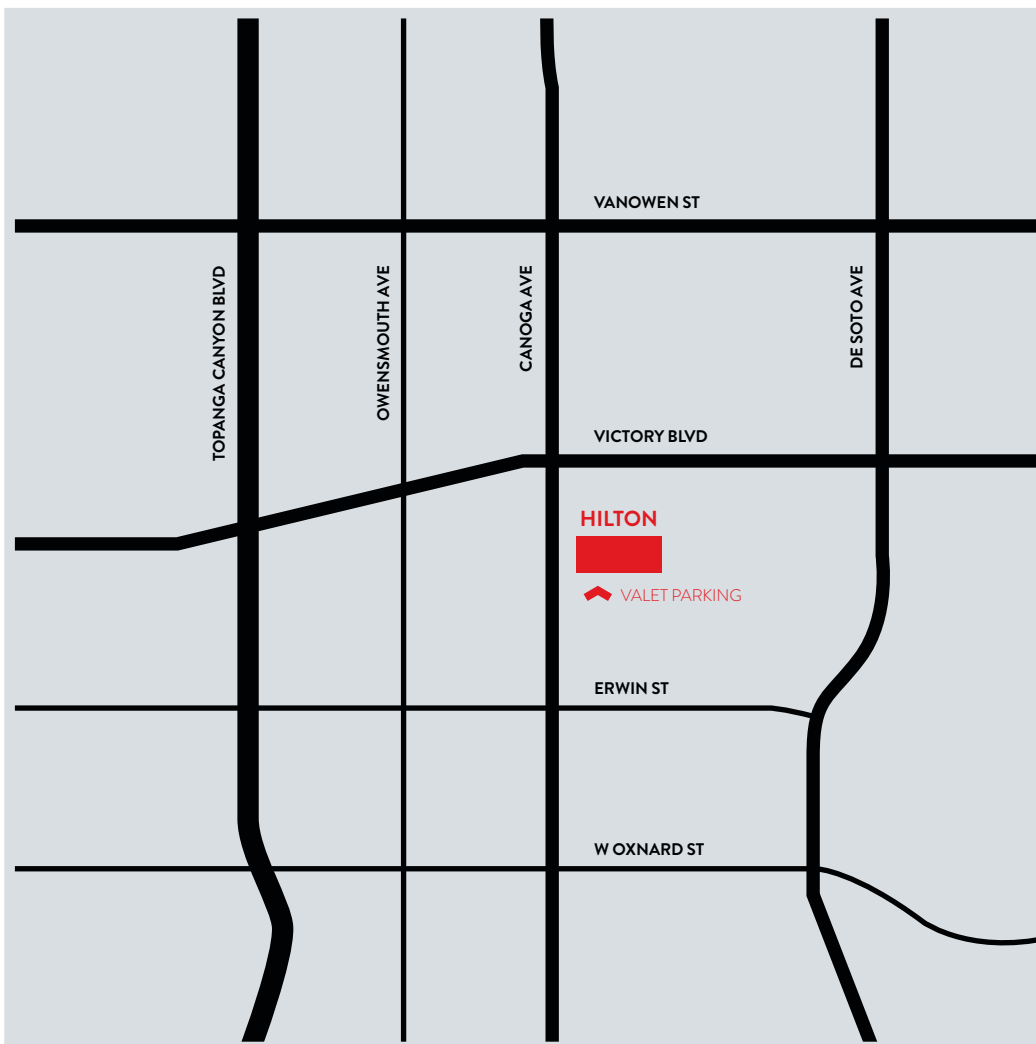 VANOWEN ST
TOPANGA CANYON BLVD
OWENSMOUTH AVE
CANOGA AVE
DE SOTO AVE
VICTORY BLVD
HILTON
VALET PARKING
ERWIN ST
W OXNARD ST